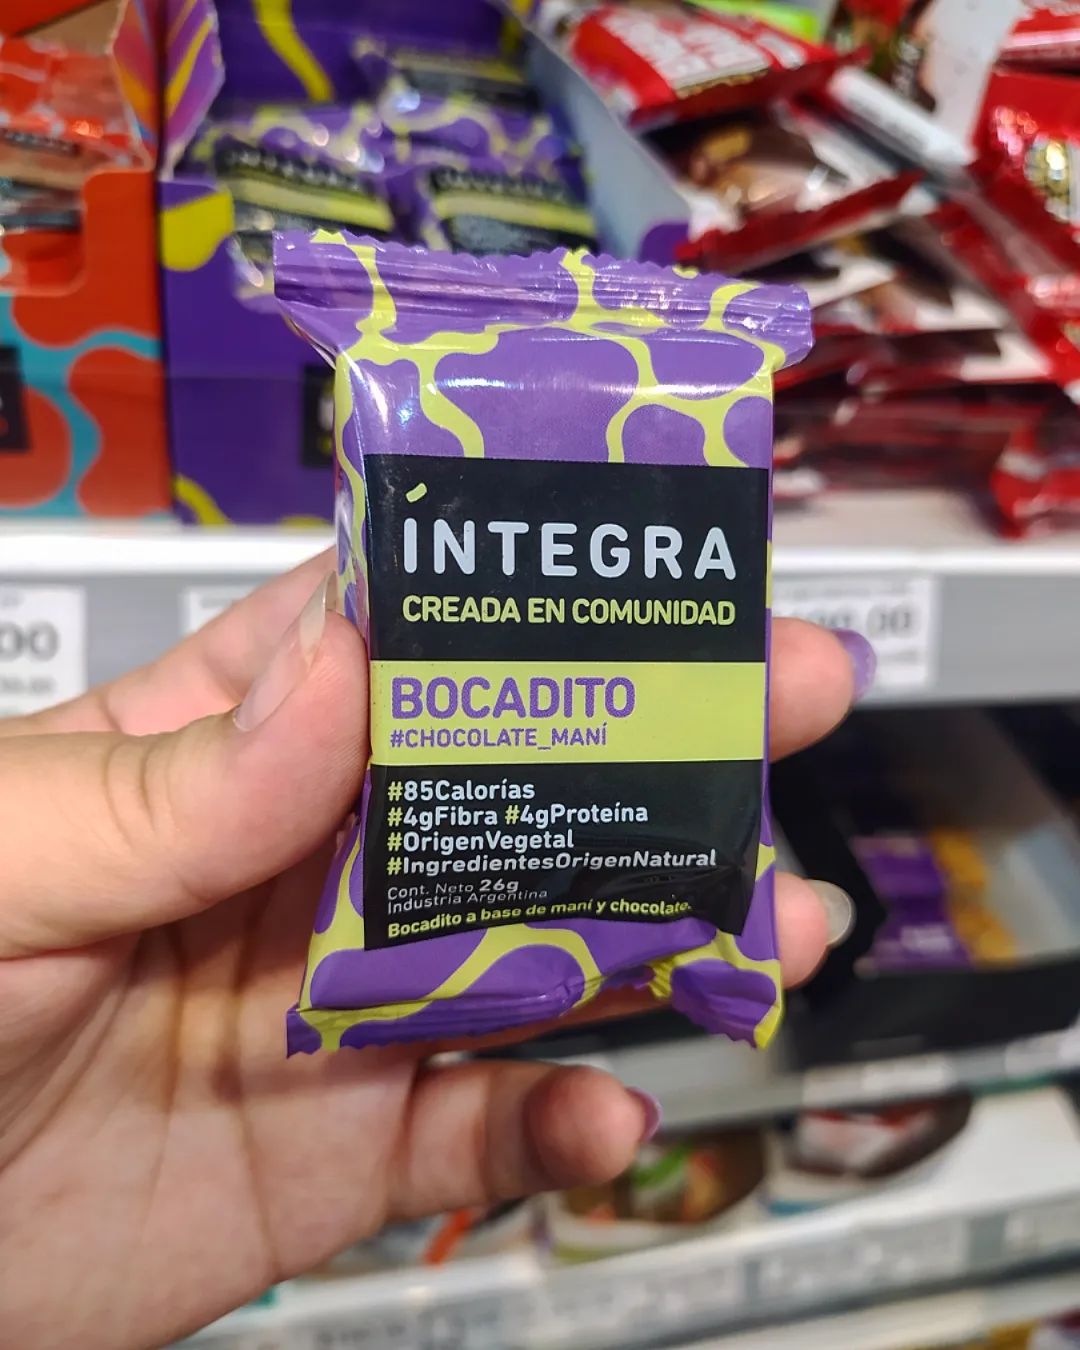 ÍNTEGRA
CREADA EN COMUNIDAD
BOCADITO
#CHOCOLATE_MANÍ
#85Calorías
#4gFibra #4gProteína
#OrigenVegetal
#IngredientesOrigenNatural
Cont. Neto 26g
Industria Argentina
Bocadito a base de maní y chocolate.